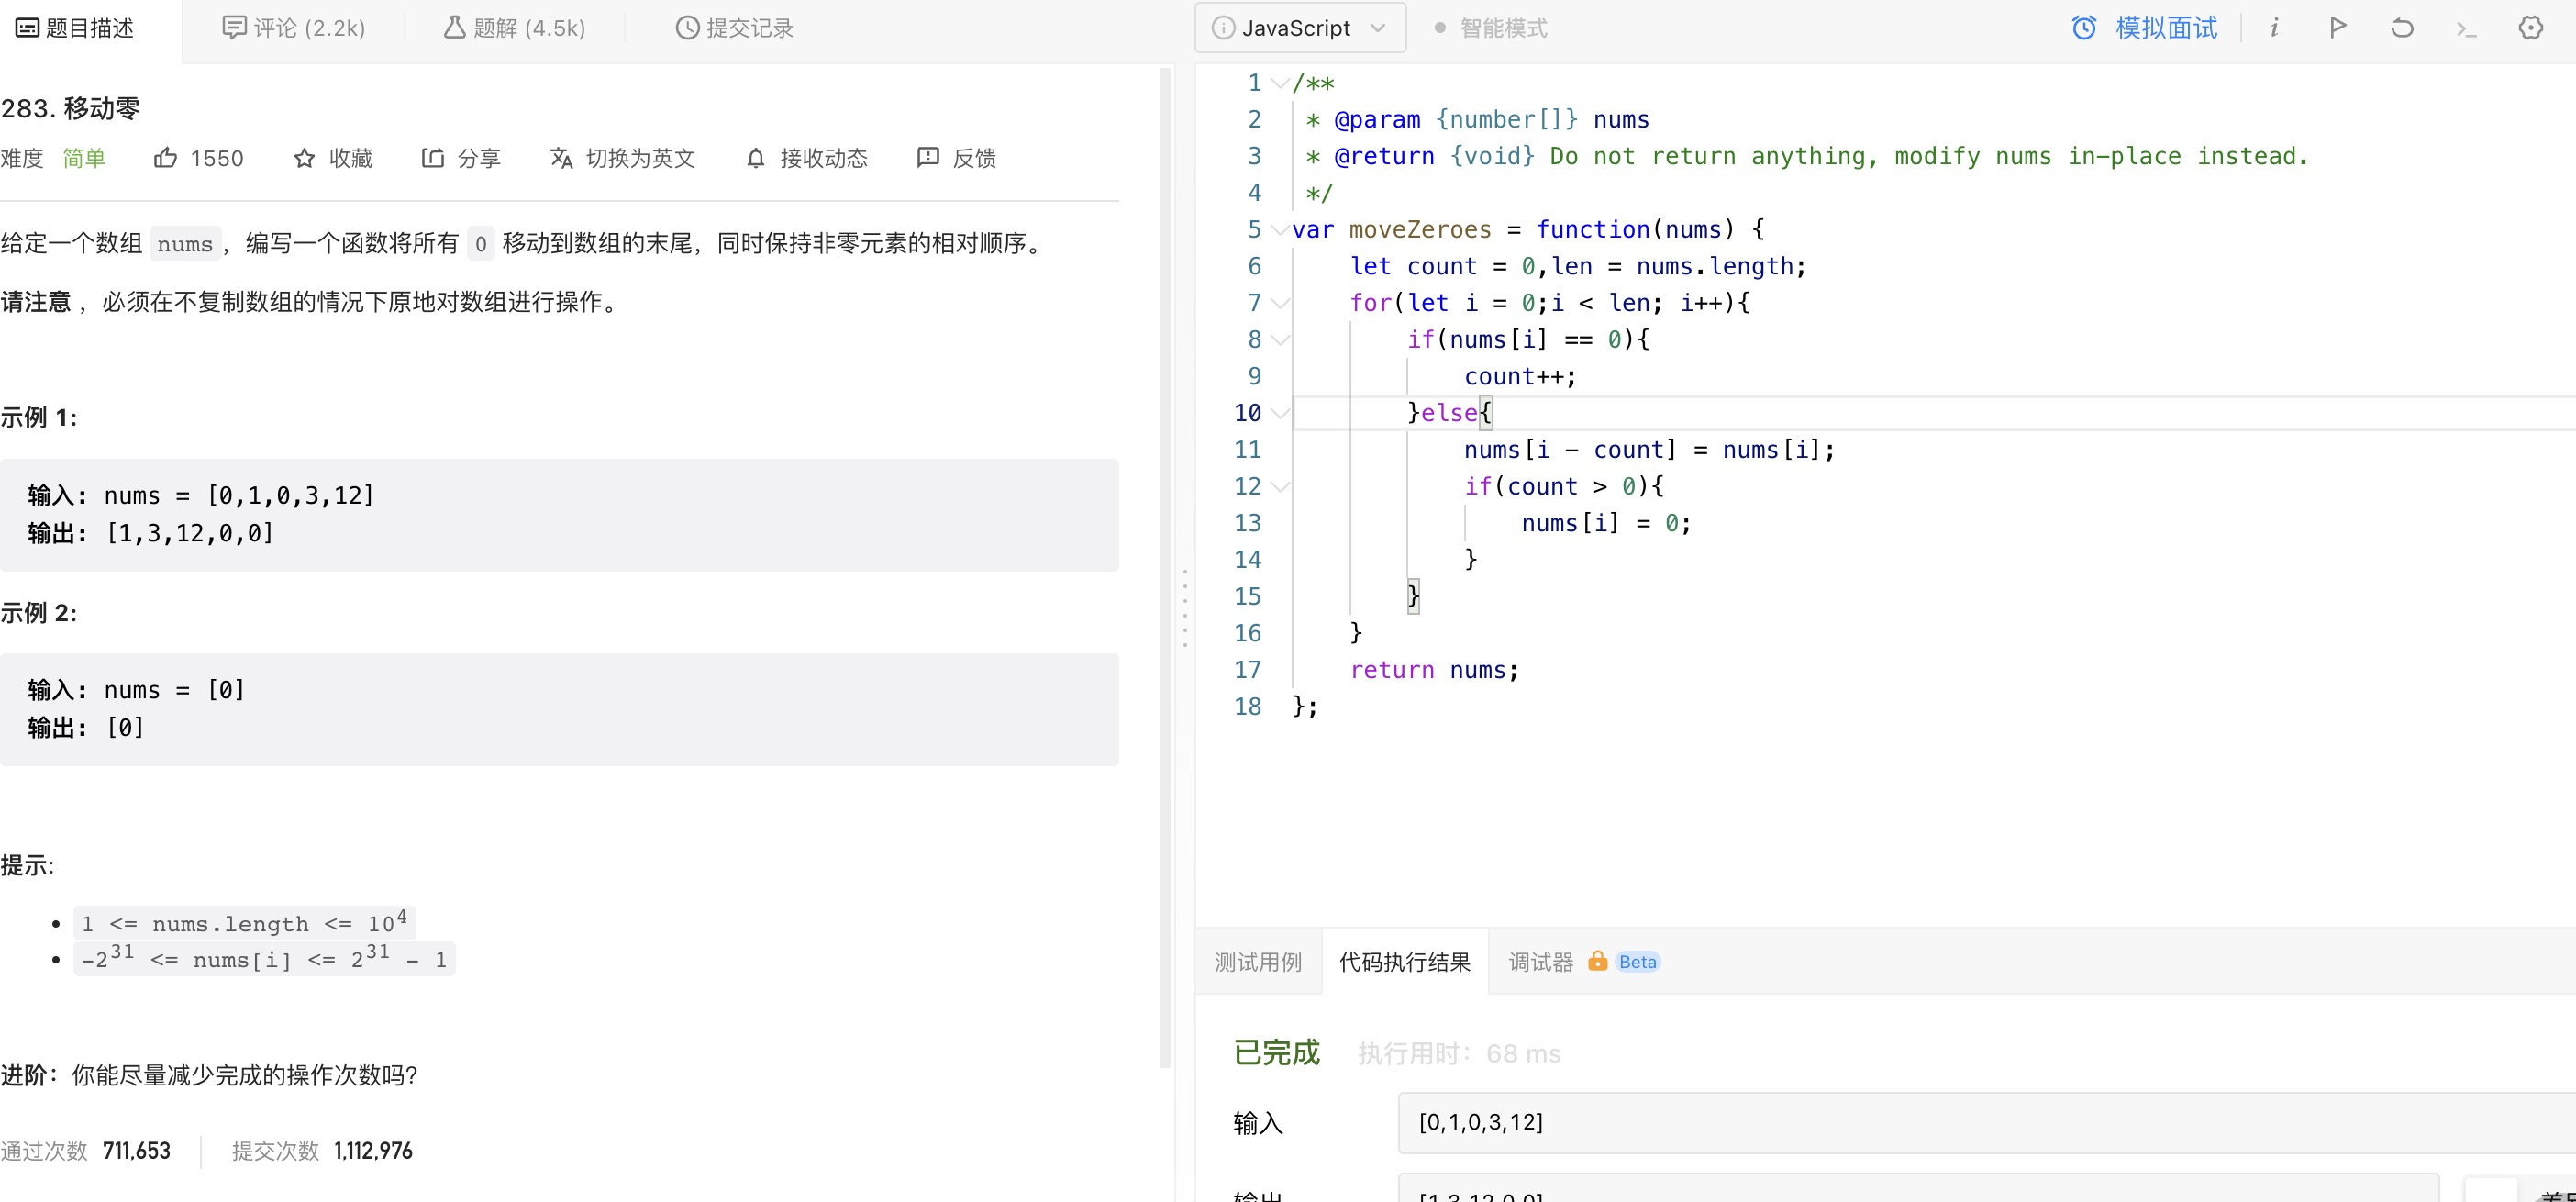 题目描述
评论 (2.2k)
题解 (4.5k)
提交记录
283. 移动零
难度 简单 1550 收藏 分享 切换为英文 接收动态 反馈
给定一个数组 nums，编写一个函数将所有 0 移动到数组的末尾，同时保持非零元素的相对顺序。
请注意 ，必须在不复制数组的情况下原地对数组进行操作。
示例 1:
输入: nums = [0,1,0,3,12]
输出: [1,3,12,0,0]
示例 2:
输入: nums = [0]
输出: [0]
提示:
• 1 <= nums.length <= 10⁴
• -2³¹ <= nums[i] <= 2³¹ - 1
进阶：你能尽量减少完成的操作次数吗?
通过次数 711,653 提交次数 1,112,976
JavaScript 智能模式 模拟面试 i
1 /**
2  * @param {number[]} nums
3  * @return {void} Do not return anything, modify nums in-place instead.
4  */
5 var moveZeroes = function(nums) {
6     let count = 0,len = nums.length;
7     for(let i = 0;i < len; i++){
8         if(nums[i] == 0){
9             count++;
10         }else{
11             nums[i - count] = nums[i];
12             if(count > 0){
13                 nums[i] = 0;
14             }
15         }
16     }
17     return nums;
18 };
测试用例 代码执行结果 调试器 Beta
已完成 执行用时：68 ms
输入 [0,1,0,3,12]
输出 [1,3,12,0,0]